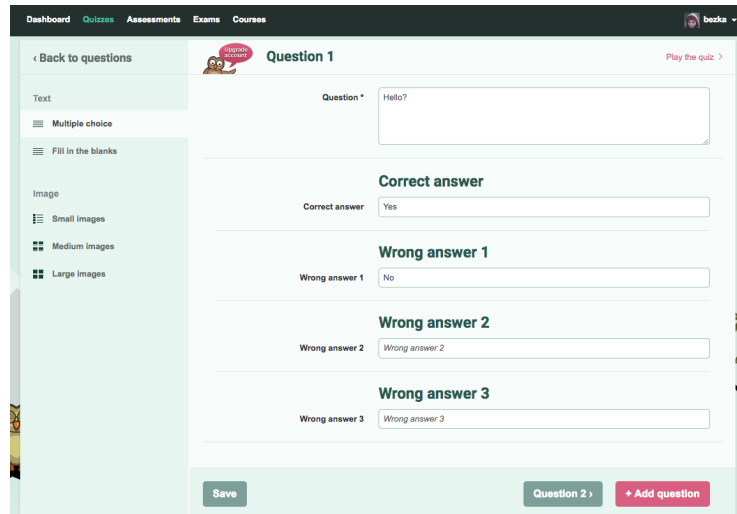 Dashboard Quizzes Assessments Exams Courses bezka
‹ Back to questions
Upgrade
account
Question 1
Play the quiz
Text
Multiple choice
Fill in the blanks
Image
Small images
Medium images
Large images
Question *
Hello?
Correct answer
Correct answer
Yes
Wrong answer 1
Wrong answer 1
No
Wrong answer 2
Wrong answer 2
Wrong answer 2
Wrong answer 3
Wrong answer 3
Wrong answer 3
Save
Question 2 ›
+ Add question